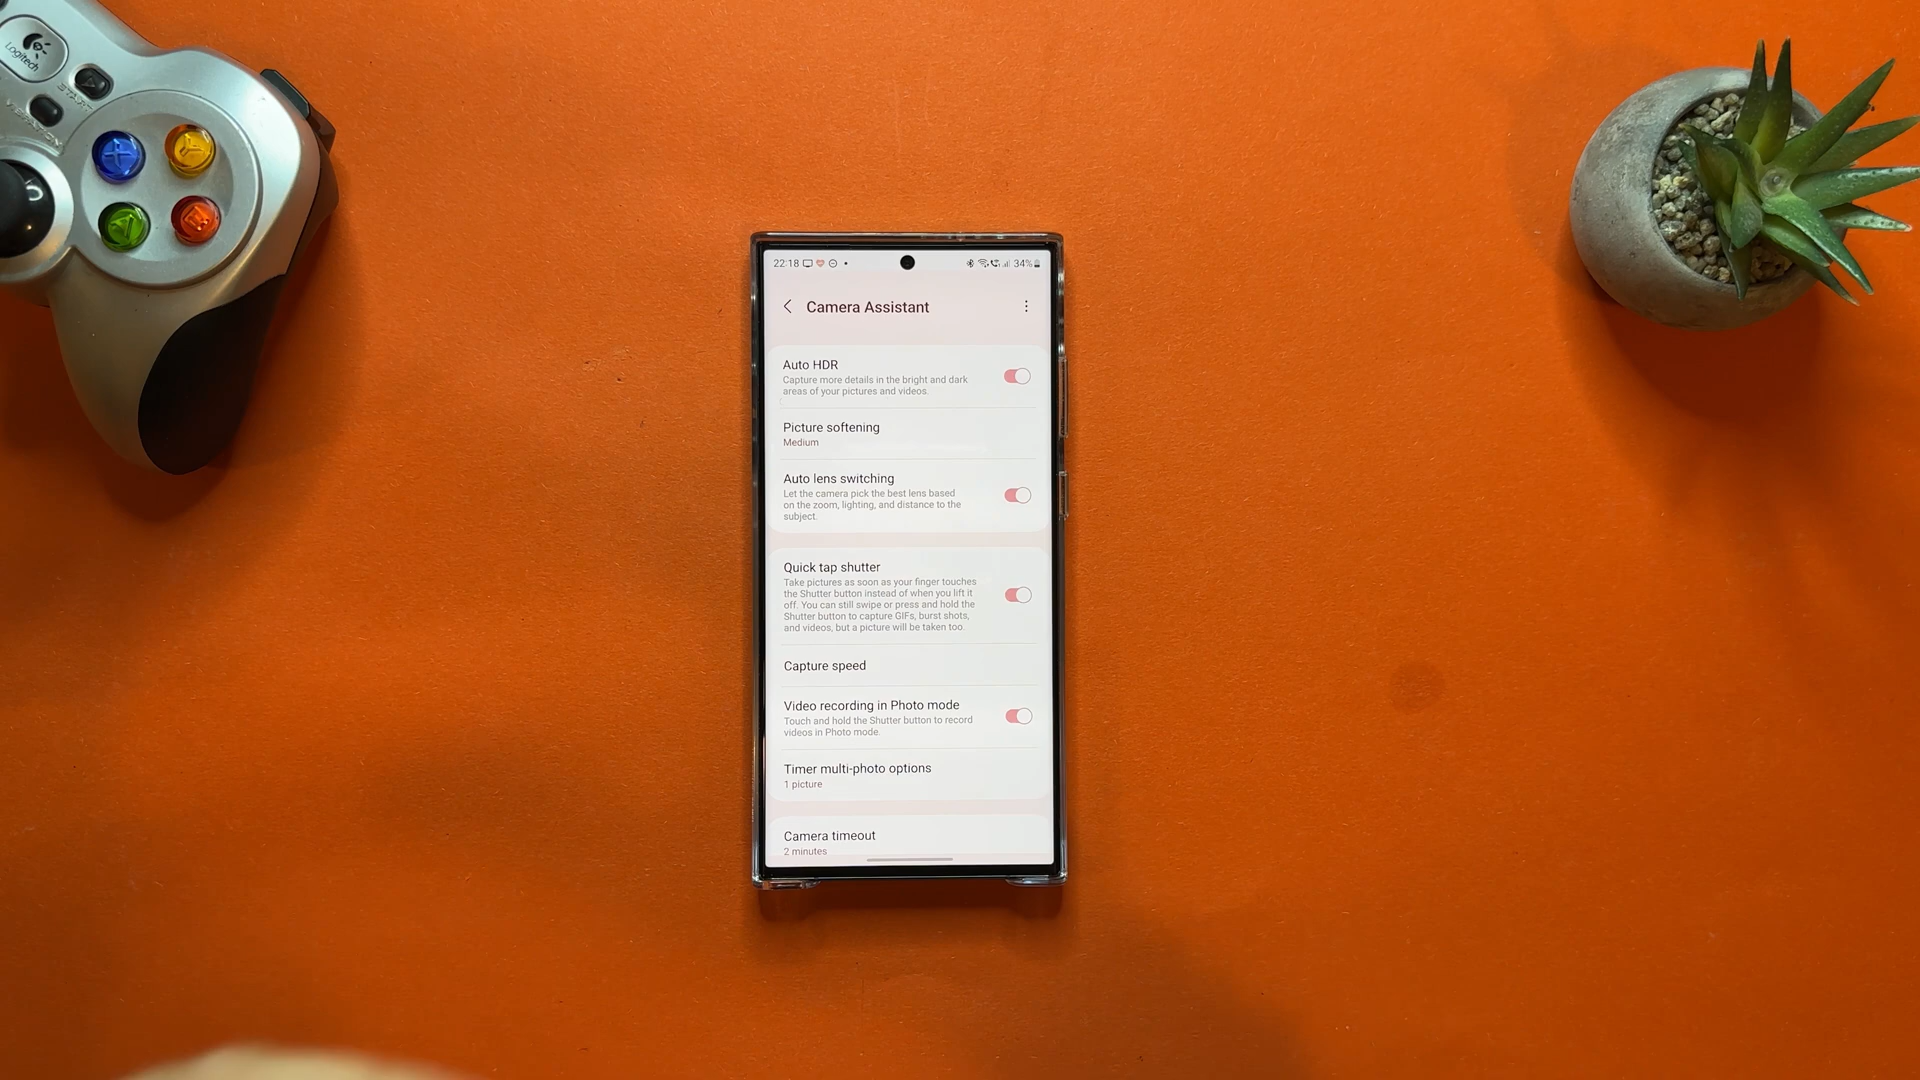 Logitech
START
VIBRATION
X
Y
22:18
34%
Camera Assistant
Auto HDR
Capture more details in the bright and dark
areas of your pictures and videos.
Picture softening
Medium
Auto lens switching
Let the camera pick the best lens based
on the zoom, lighting, and distance to the
subject.
Quick tap shutter
Take pictures as soon as your finger touches
the Shutter button instead of when you lift it
off. You can still swipe or press and hold the
Shutter button to capture GIFs, burst shots,
and videos, but a picture will be taken too.
Capture speed
Video recording in Photo mode
Touch and hold the Shutter button to record
videos in Photo mode.
Timer multi-photo options
1 picture
Camera timeout
2 minutes